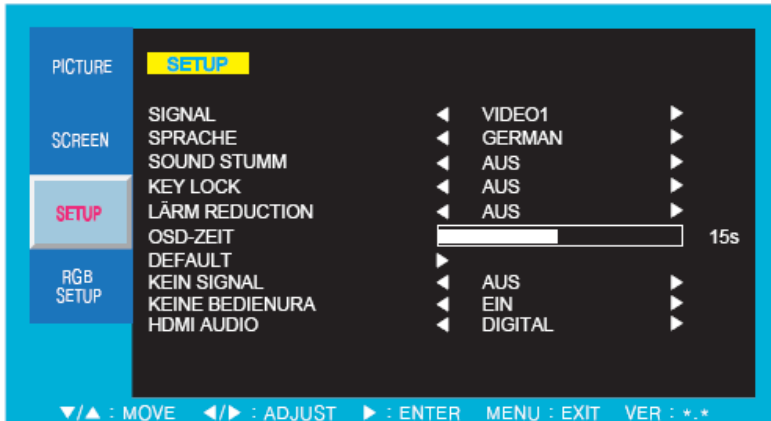 PICTURE
SCREEN
SETUP
RGB
SETUP
SETUP
SIGNAL ◀ VIDEO1 ▶
SPRACHE ◀ GERMAN ▶
SOUND STUMM ◀ AUS ▶
KEY LOCK ◀ AUS ▶
LÄRM REDUCTION ◀ AUS ▶
OSD-ZEIT 15s
DEFAULT ▶
KEIN SIGNAL ◀ AUS ▶
KEINE BEDIENURA ◀ EIN ▶
HDMI AUDIO ◀ DIGITAL ▶
▼/▲ : MOVE ◀/▶ : ADJUST ▶ : ENTER MENU : EXIT VER : *.*